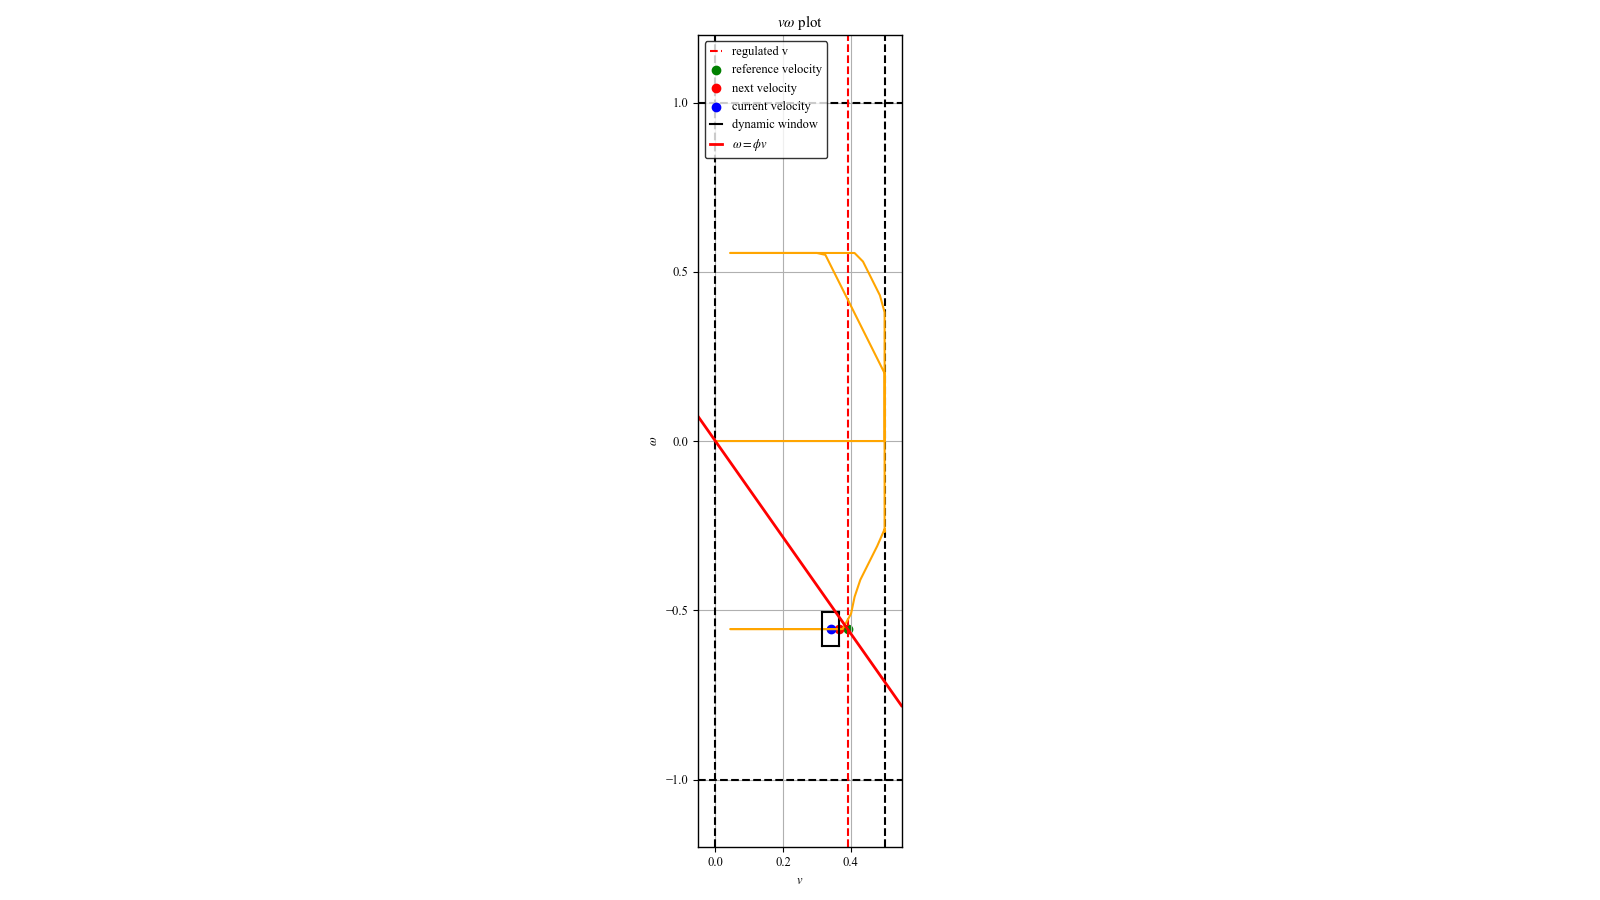 vω plot
regulated v
reference velocity
next velocity
current velocity
dynamic window
ω = ϕv
1.0
0.5
0.0
−0.5
−1.0
ω
0.0
0.2
0.4
v